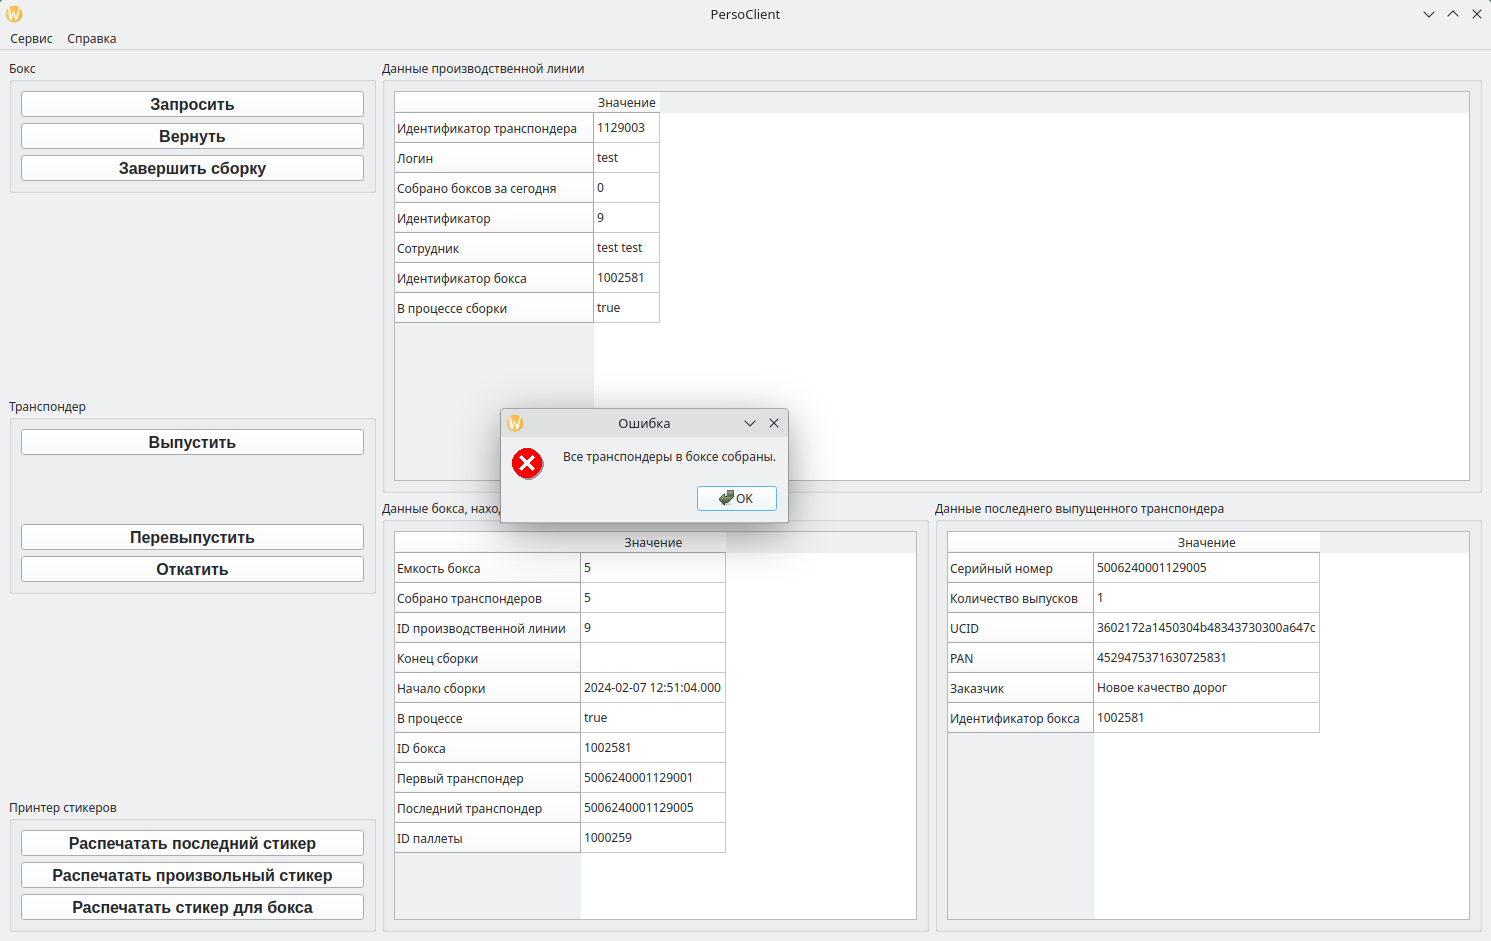 PersoClient
Сервис Справка
Бокс
Запросить
Вернуть
Завершить сборку
Транспондер
Выпустить
Перевыпустить
Откатить
Принтер стикеров
Распечатать последний стикер
Распечатать произвольный стикер
Распечатать стикер для бокса
Данные производственной линии
Значение
Идентификатор транспондера 1129003
Логин test
Собрано боксов за сегодня 0
Идентификатор 9
Сотрудник test test
Идентификатор бокса 1002581
В процессе сборки true
Ошибка
Все транспондеры в боксе собраны.
OK
Данные бокса,
Значение
Емкость бокса 5
Собрано транспондеров 5
ID производственной линии 9
Конец сборки
Начало сборки 2024-02-07 12:51:04.000
В процессе true
ID бокса 1002581
Первый транспондер 5006240001129001
Последний транспондер 5006240001129005
ID паллеты 1000259
Данные последнего выпущенного транспондера
Значение
Серийный номер 5006240001129005
Количество выпусков 1
UCID 3602172a1450304b48343730300a647c
PAN 4529475371630725831
Заказчик Новое качество дорог
Идентификатор бокса 1002581